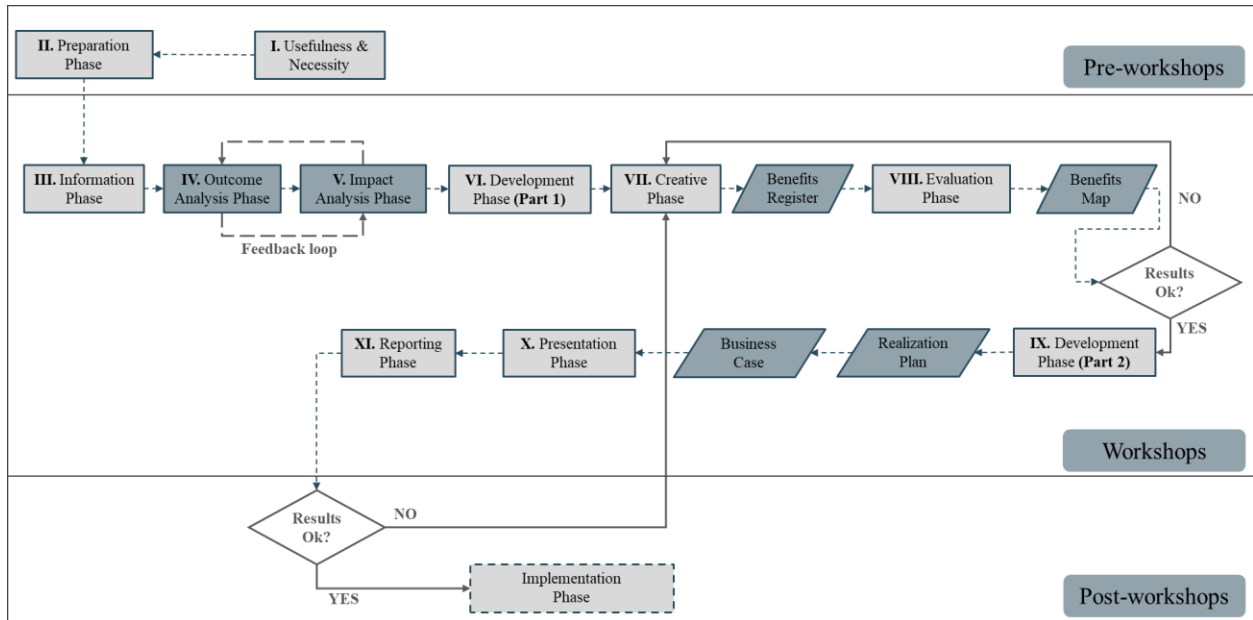 II. Preparation
Phase
I. Usefulness &
Necessity
Pre-workshops
III. Information
Phase
IV. Outcome
Analysis Phase
V. Impact
Analysis Phase
VI. Development
Phase (Part 1)
VII. Creative
Phase
Benefits
Register
VIII. Evaluation
Phase
Benefits
Map
NO
Feedback loop
Results
Ok?
YES
XI. Reporting
Phase
X. Presentation
Phase
Business
Case
Realization
Plan
IX. Development
Phase (Part 2)
Workshops
Results
Ok?
NO
YES
Implementation
Phase
Post-workshops